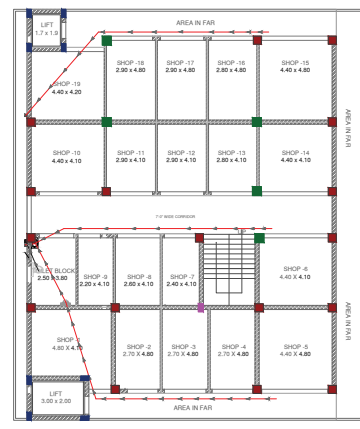 AREA IN FAR
LIFT
1.7 x 1.9
SHOP -18
2.90 x 4.80
SHOP -17
2.90 x 4.80
SHOP -16
2.80 x 4.80
SHOP -15
4.40 x 4.80
SHOP -19
4.40 x 4.20
AREA IN FAR
SHOP -10
4.40 x 4.10
SHOP -11
2.90 x 4.10
SHOP -12
2.90 x 4.10
SHOP -13
2.80 x 4.10
SHOP -14
4.40 x 4.10
7'-0" WIDE CORRIDOR
UP
TOILET BLOCK
2.50 x 3.80
SHOP -9
2.20 x 4.10
SHOP -8
2.60 x 4.10
SHOP -7
2.40 x 4.10
SHOP -6
4.40 x 4.10
AREA IN FAR
SHOP -1
4.80 X 4.10
SHOP -2
2.70 X 4.80
SHOP -3
2.70 X 4.80
SHOP -4
2.70 X 4.80
SHOP -5
4.40 X 4.80
LIFT
3.00 x 2.00
AREA IN FAR